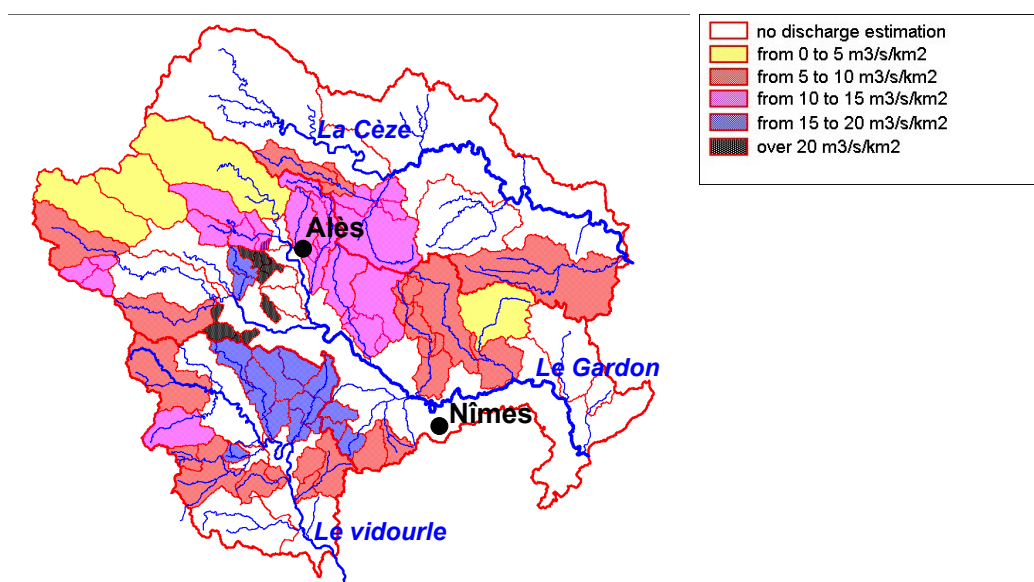 no discharge estimation
from 0 to 5 m3/s/km2
from 5 to 10 m3/s/km2
from 10 to 15 m3/s/km2
from 15 to 20 m3/s/km2
over 20 m3/s/km2
La Cèze
Alès
Le Gardon
Nîmes
Le vidourle